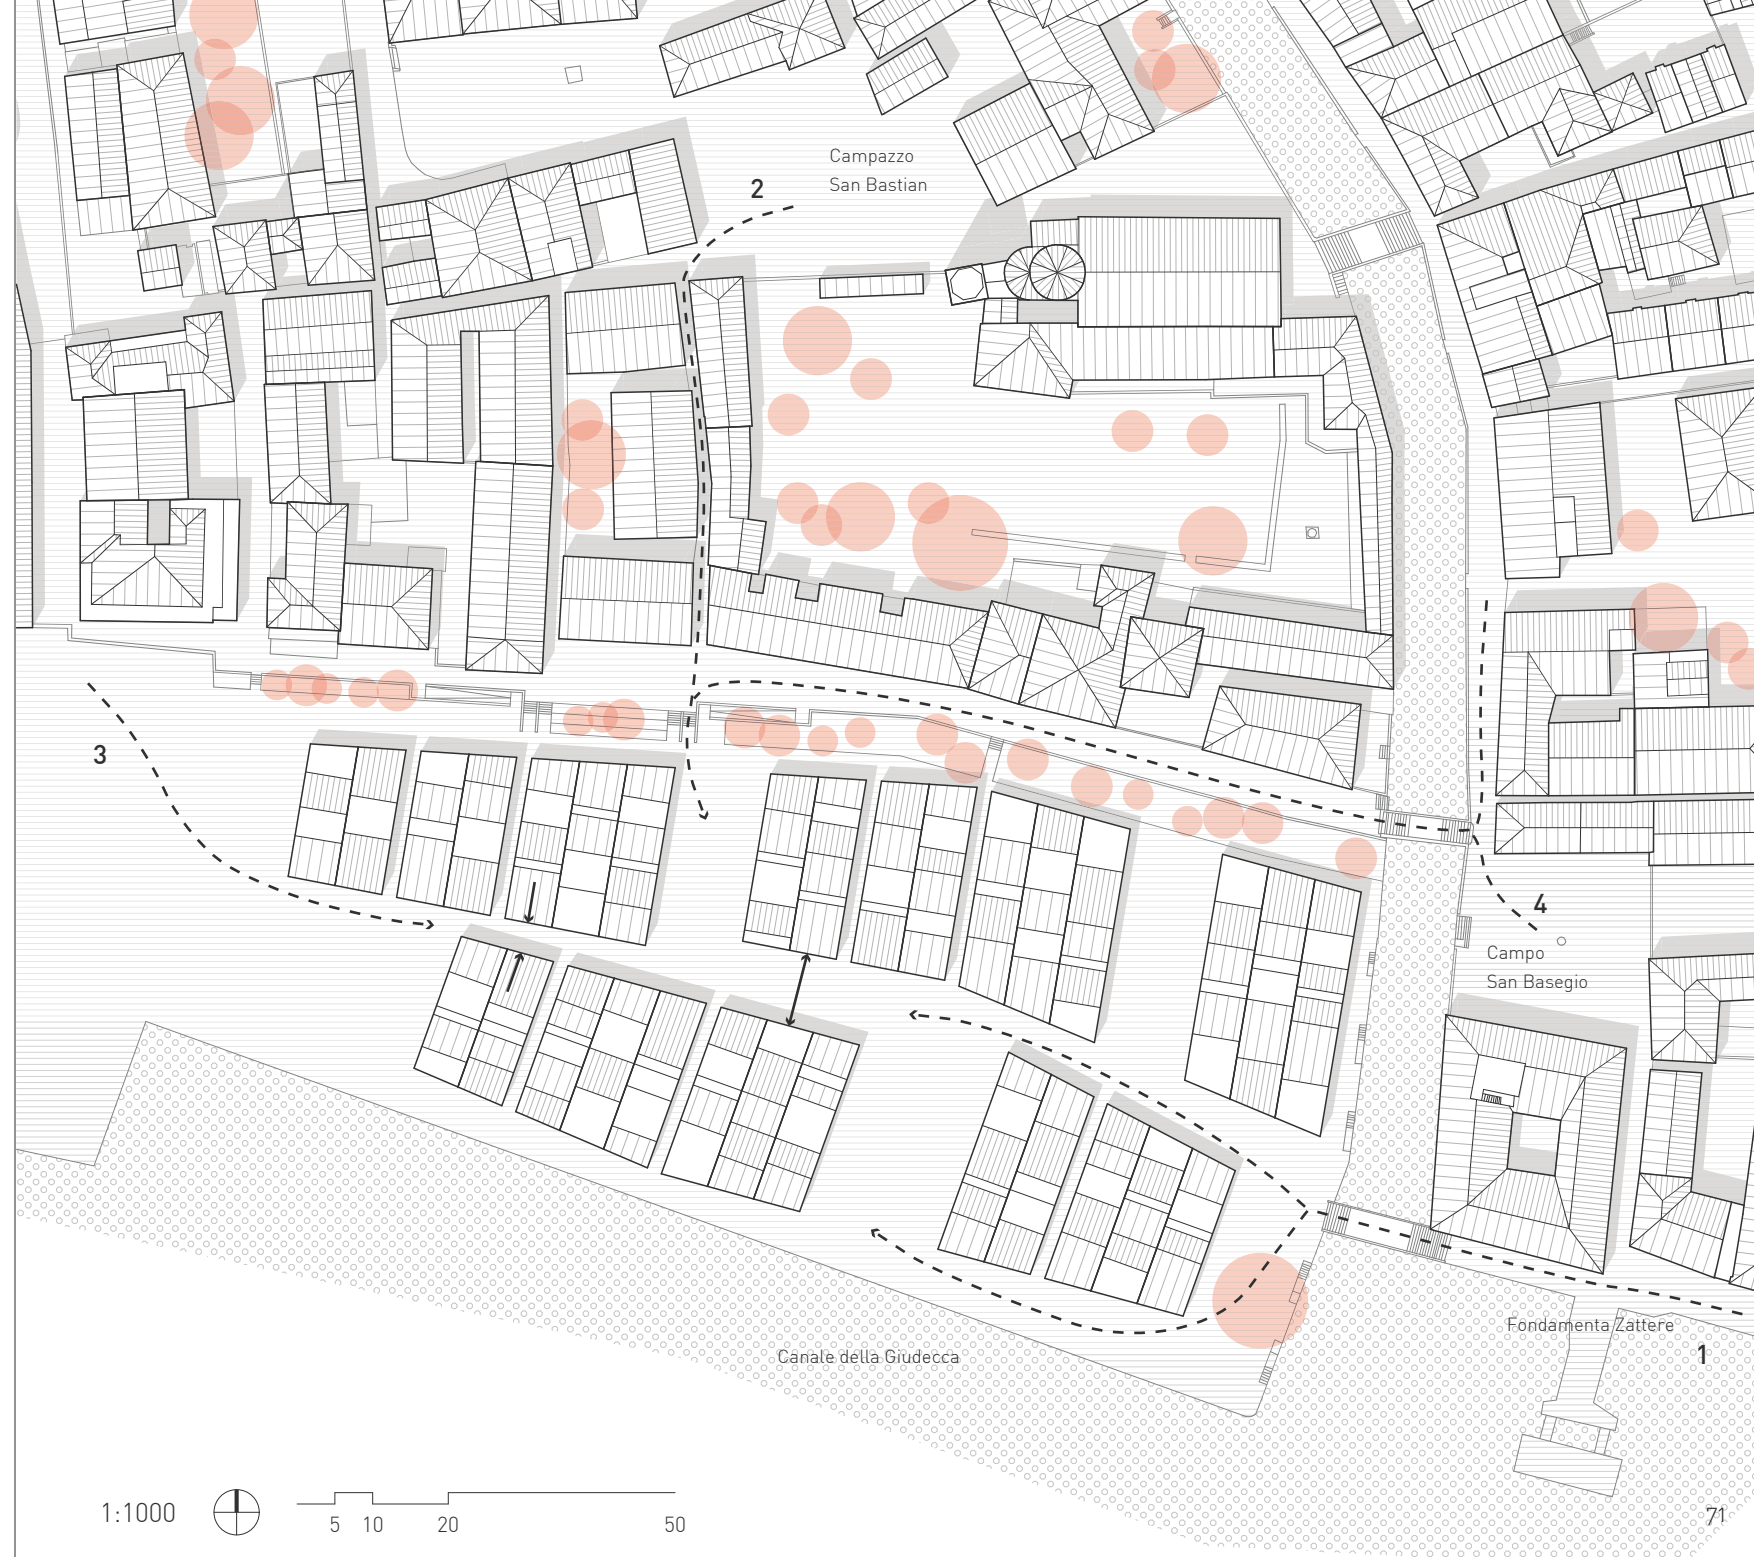 Campazzo
San Bastian
2
3
4
Campo
San Basegio
Fondamenta Zattere
1
Canale della Giudecca
1:1000
5 10 20 50
71